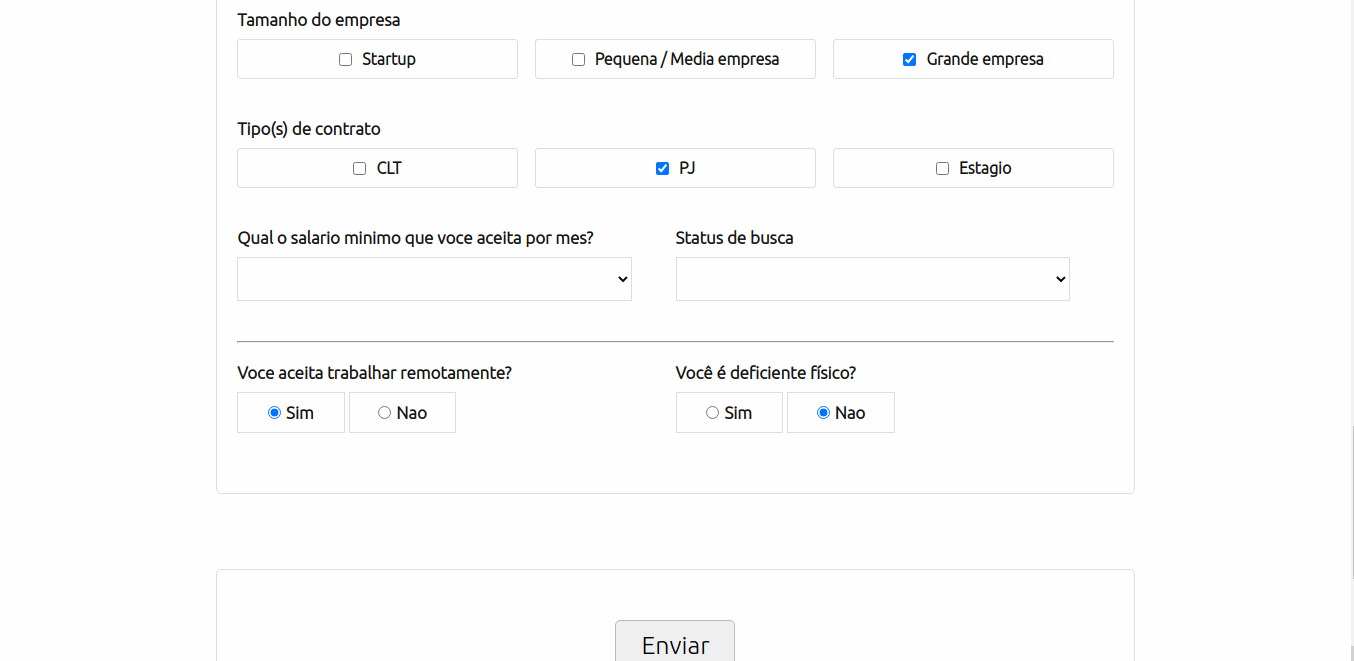 Tamanho do empresa
Startup Pequena / Media empresa Grande empresa
Tipo(s) de contrato
CLT PJ Estagio
Qual o salario minimo que voce aceita por mes? Status de busca
Voce aceita trabalhar remotamente? Você é deficiente físico?
Sim Nao Sim Nao
Enviar